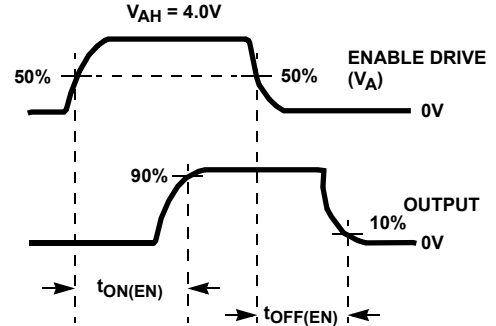 V_AH = 4.0V
50%
50%
ENABLE DRIVE
(V_A)
0V
90%
10%
OUTPUT
0V
t_ON(EN)
t_OFF(EN)